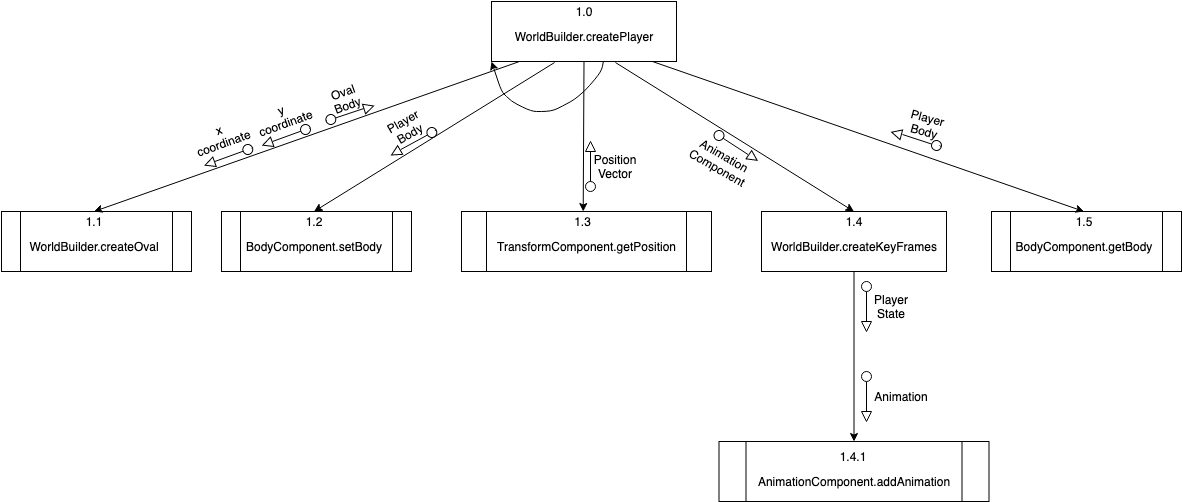 1.0
WorldBuilder.createPlayer
x
coordinate
y
coordinate
Oval
Body
Player
Body
Position
Vector
Animation
Component
Player
Body
1.1
WorldBuilder.createOval
1.2
BodyComponent.setBody
1.3
TransformComponent.getPosition
1.4
WorldBuilder.createKeyFrames
1.5
BodyComponent.getBody
Player
State
Animation
1.4.1
AnimationComponent.addAnimation